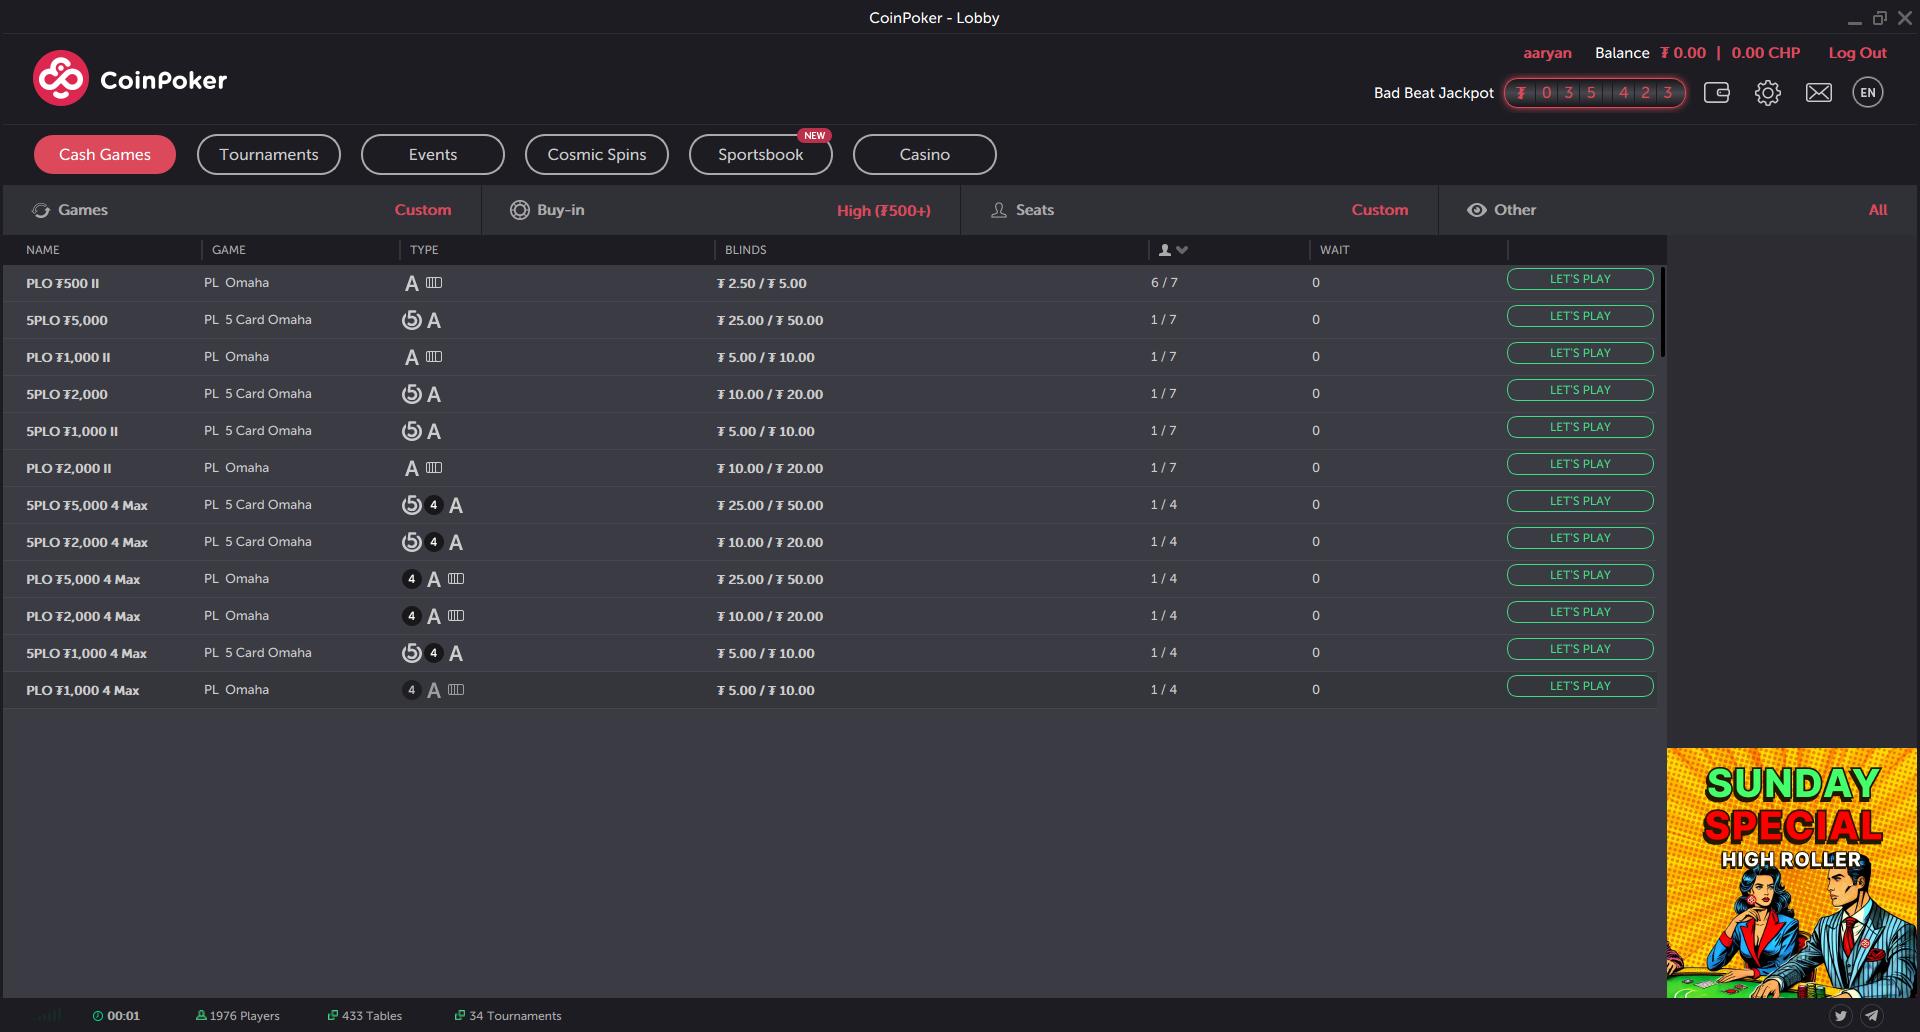 CoinPoker - Lobby
aaryan Balance ₮ 0.00 | 0.00 CHP Log Out
CoinPoker
Bad Beat Jackpot ₮ 0 3 5 4 2 3 EN
Cash Games Tournaments Events Cosmic Spins Sportsbook NEW Casino
Games Custom Buy-in High (₮500+) Seats Custom Other All
NAME GAME TYPE BLINDS WAIT
PLO ₮500 II PL Omaha A ₮ 2.50 / ₮ 5.00 6 / 7 0 LET'S PLAY
5PLO ₮5,000 PL 5 Card Omaha 5 A ₮ 25.00 / ₮ 50.00 1 / 7 0 LET'S PLAY
PLO ₮1,000 II PL Omaha A ₮ 5.00 / ₮ 10.00 1 / 7 0 LET'S PLAY
5PLO ₮2,000 PL 5 Card Omaha 5 A ₮ 10.00 / ₮ 20.00 1 / 7 0 LET'S PLAY
5PLO ₮1,000 II PL 5 Card Omaha 5 A ₮ 5.00 / ₮ 10.00 1 / 7 0 LET'S PLAY
PLO ₮2,000 II PL Omaha A ₮ 10.00 / ₮ 20.00 1 / 7 0 LET'S PLAY
5PLO ₮5,000 4 Max PL 5 Card Omaha 5 4 A ₮ 25.00 / ₮ 50.00 1 / 4 0 LET'S PLAY
5PLO ₮2,000 4 Max PL 5 Card Omaha 5 4 A ₮ 10.00 / ₮ 20.00 1 / 4 0 LET'S PLAY
PLO ₮5,000 4 Max PL Omaha 4 A ₮ 25.00 / ₮ 50.00 1 / 4 0 LET'S PLAY
PLO ₮2,000 4 Max PL Omaha 4 A ₮ 10.00 / ₮ 20.00 1 / 4 0 LET'S PLAY
5PLO ₮1,000 4 Max PL 5 Card Omaha 5 4 A ₮ 5.00 / ₮ 10.00 1 / 4 0 LET'S PLAY
PLO ₮1,000 4 Max PL Omaha 4 A ₮ 5.00 / ₮ 10.00 1 / 4 0 LET'S PLAY
SUNDAY
SPECIAL
HIGH ROLLER
00:01 1976 Players 433 Tables 34 Tournaments